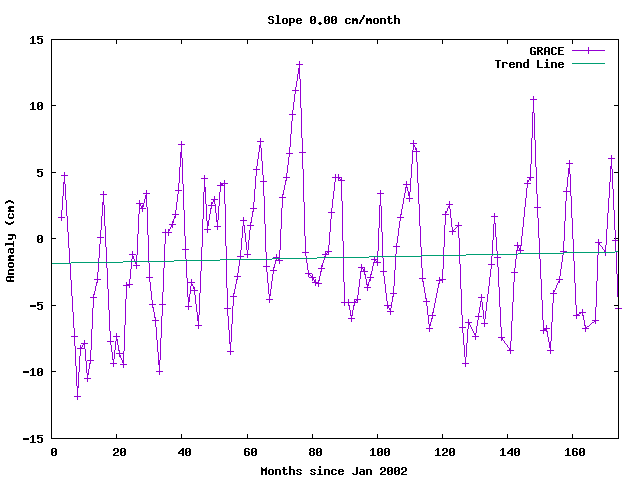 Slope 0.00 cm/month
GRACE
Trend Line
15
10
5
0
-5
-10
-15
Anomaly (cm)
0 20 40 60 80 100 120 140 160
Months since Jan 2002